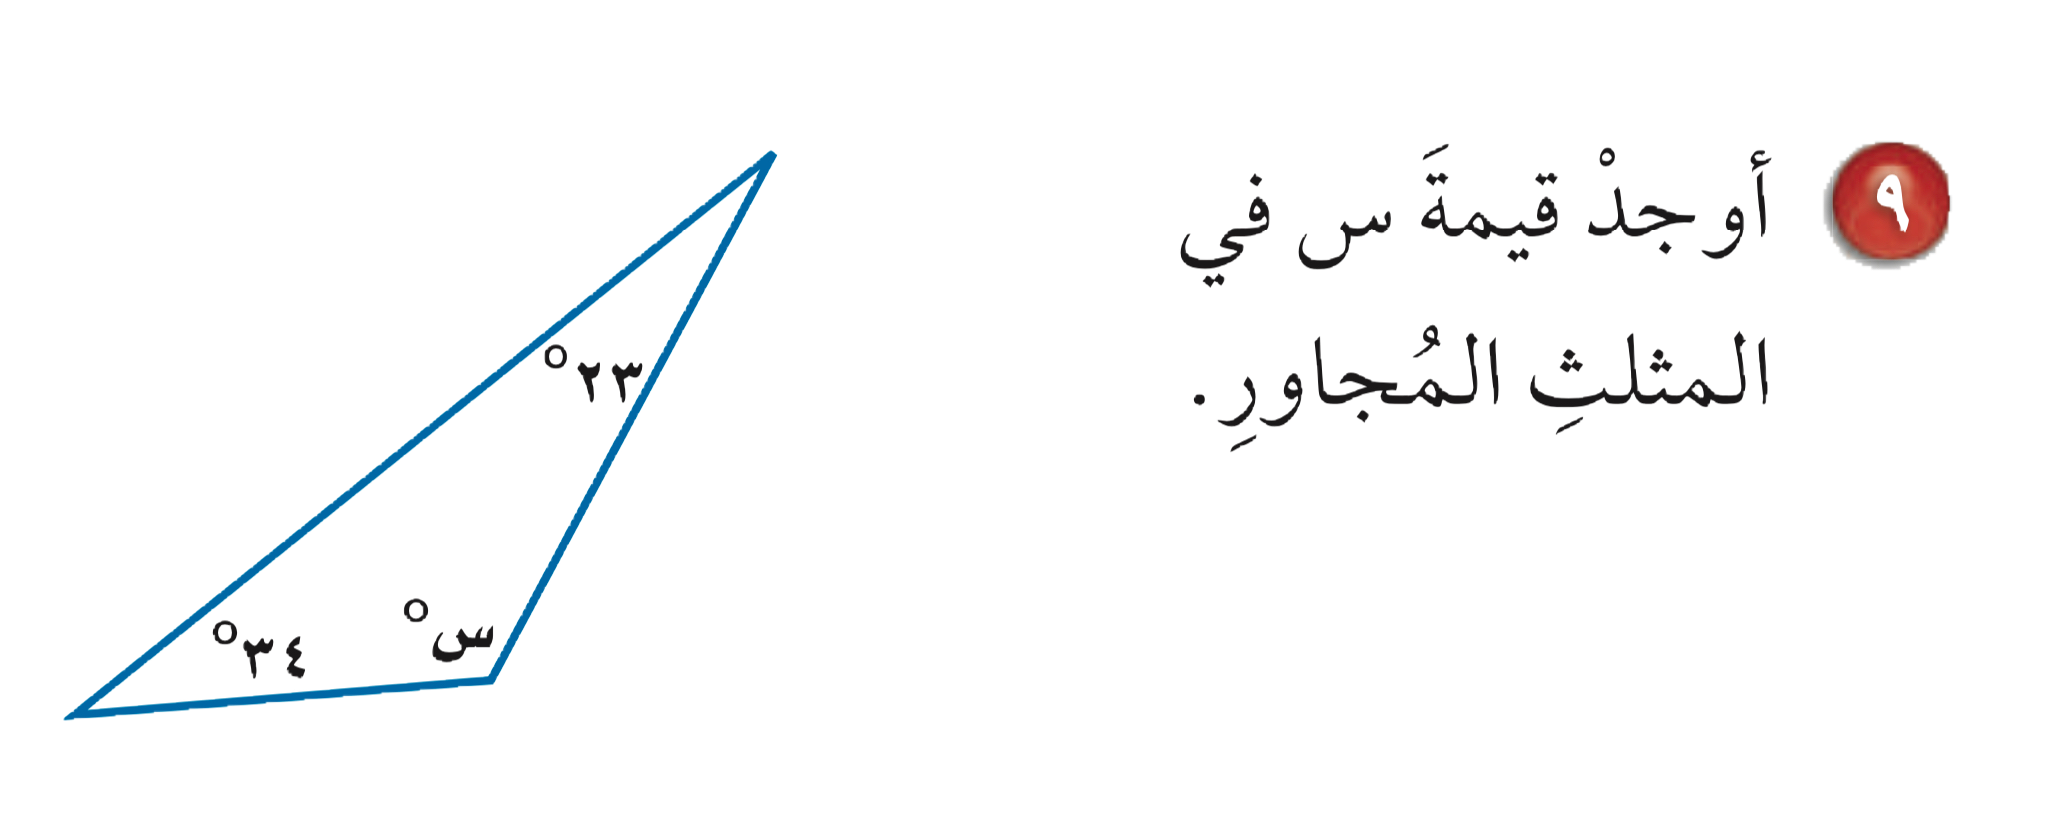 ٩ أوجدْ قيمةَ س في
المثلثِ المُجاورِ.
٢٣°
س°
٣٤°